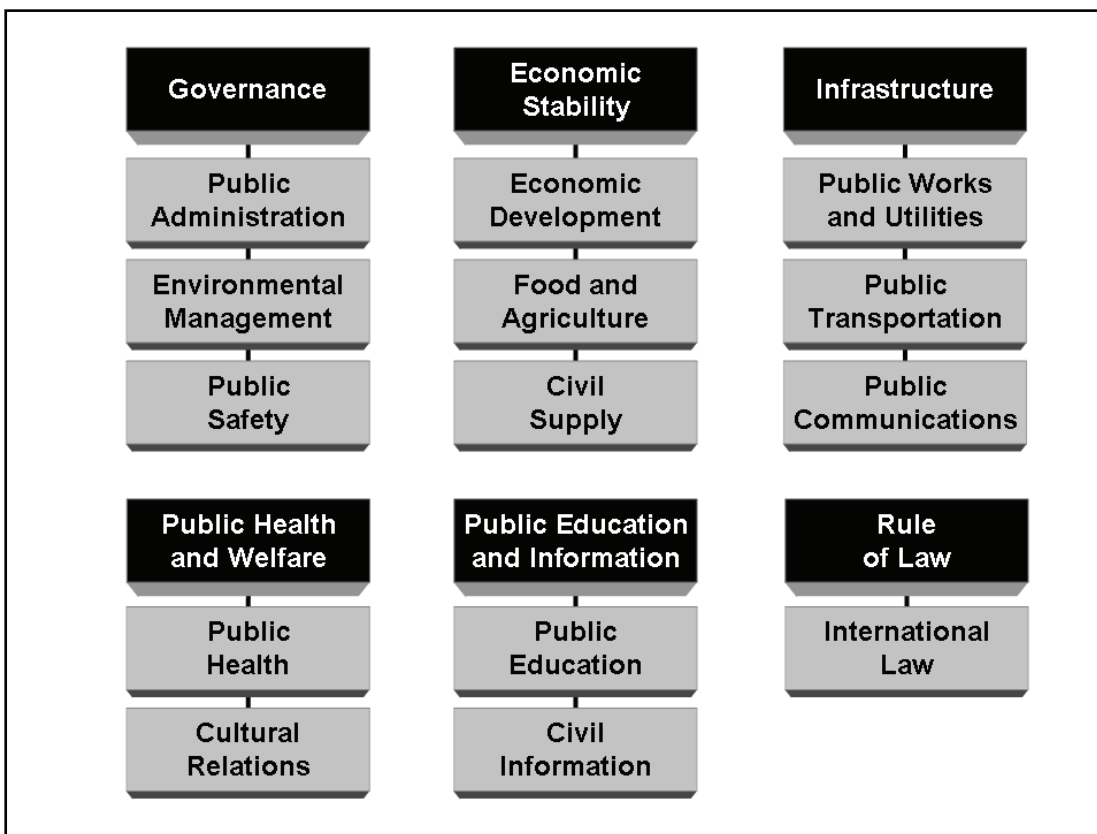 Governance
Public
Administration
Environmental
Management
Public
Safety
Economic
Stability
Economic
Development
Food and
Agriculture
Civil
Supply
Infrastructure
Public Works
and Utilities
Public
Transportation
Public
Communications
Public Health
and Welfare
Public
Health
Cultural
Relations
Public Education
and Information
Public
Education
Civil
Information
Rule
of Law
International
Law